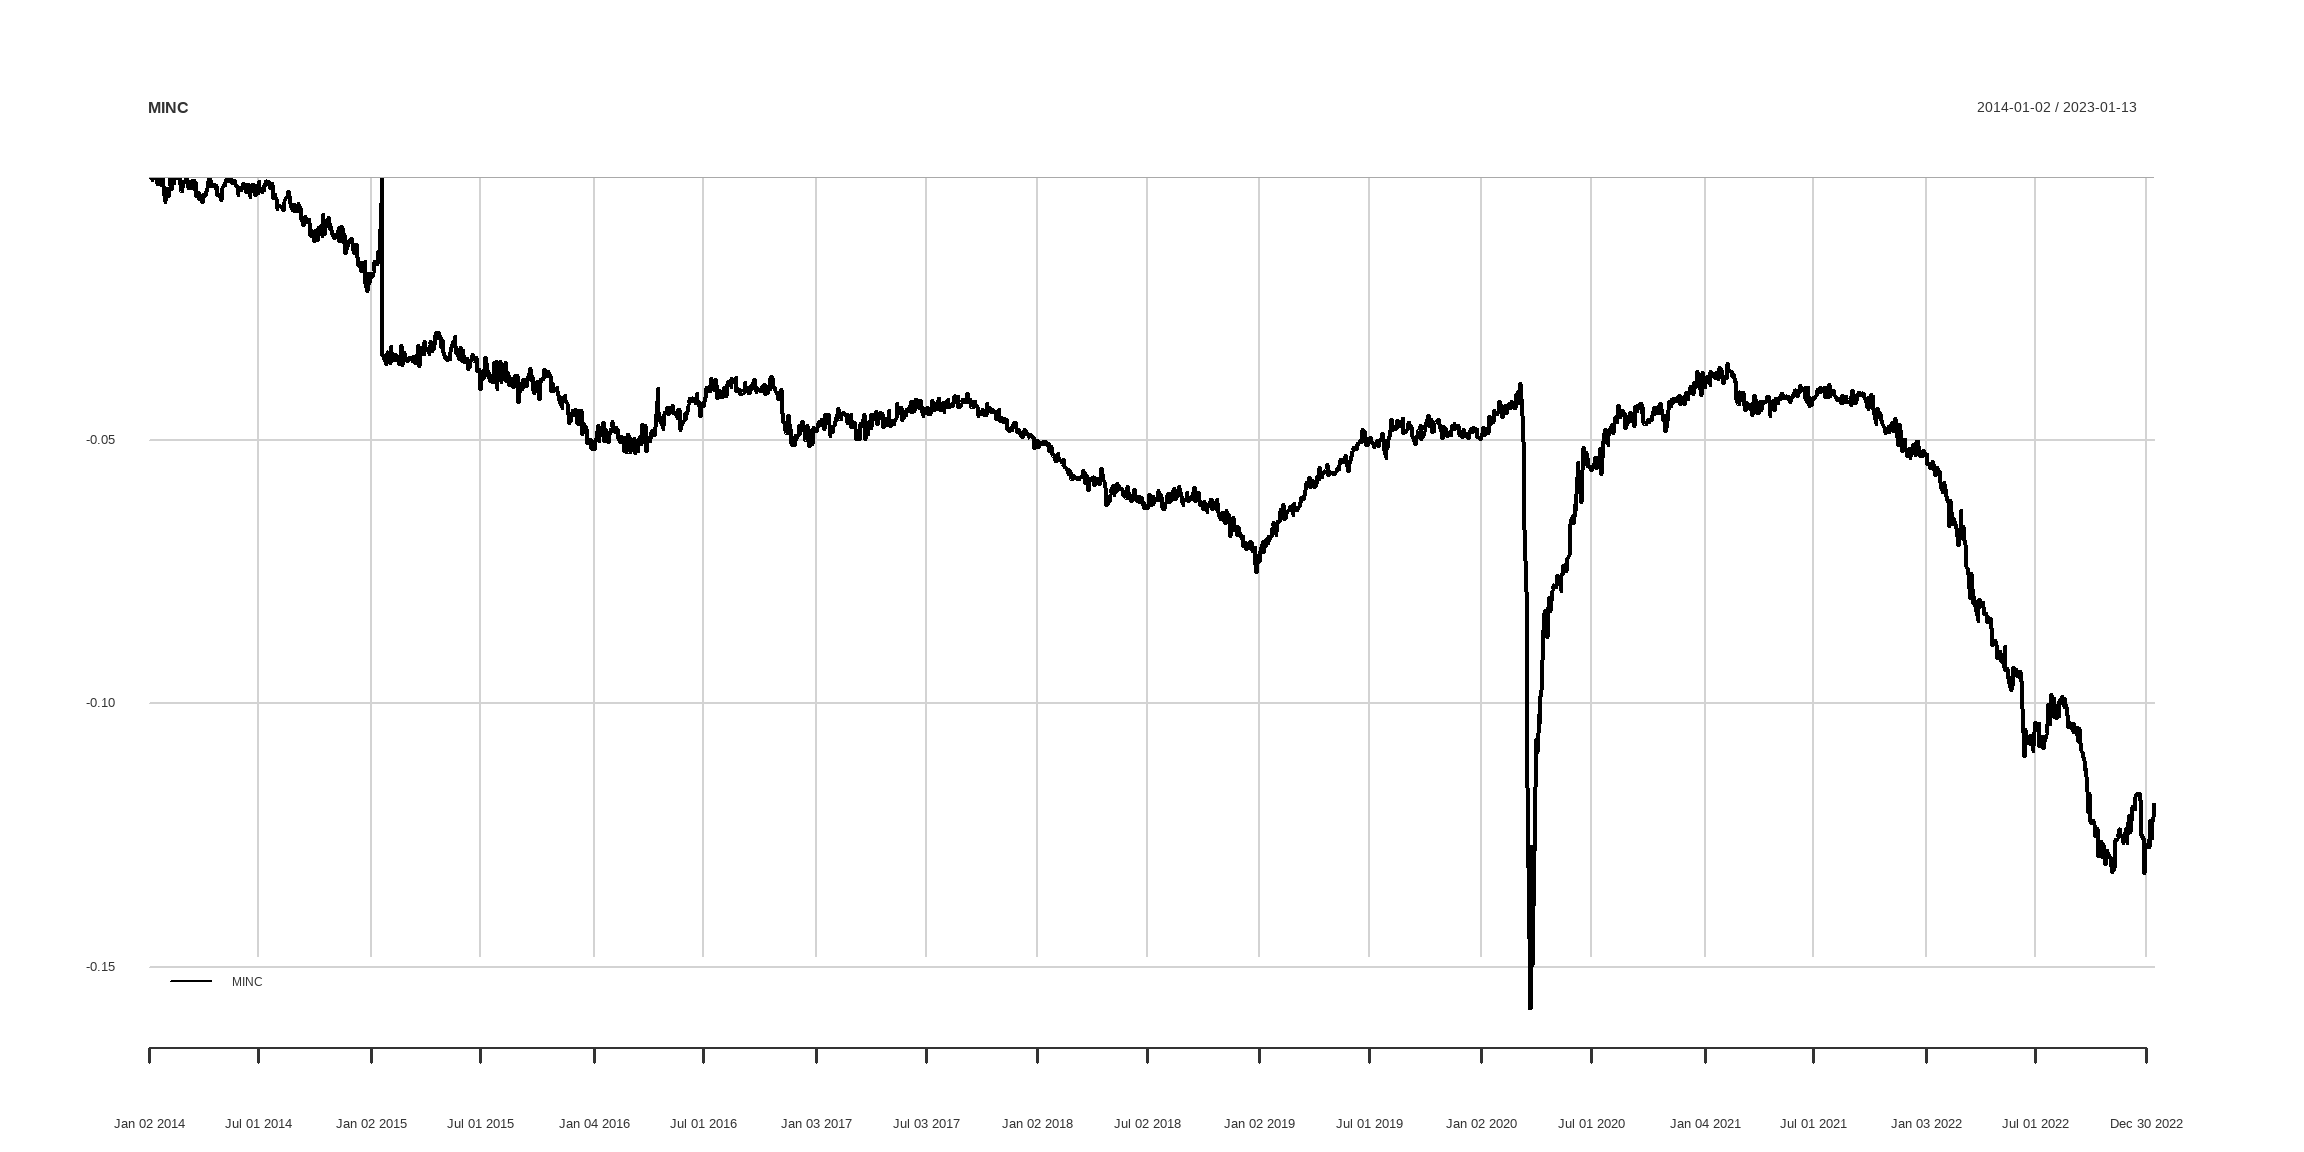 MINC
2014-01-02 / 2023-01-13
-0.05
-0.10
-0.15
MINC
Jan 02 2014
Jul 01 2014
Jan 02 2015
Jul 01 2015
Jan 04 2016
Jul 01 2016
Jan 03 2017
Jul 03 2017
Jan 02 2018
Jul 02 2018
Jan 02 2019
Jul 01 2019
Jan 02 2020
Jul 01 2020
Jan 04 2021
Jul 01 2021
Jan 03 2022
Jul 01 2022
Dec 30 2022